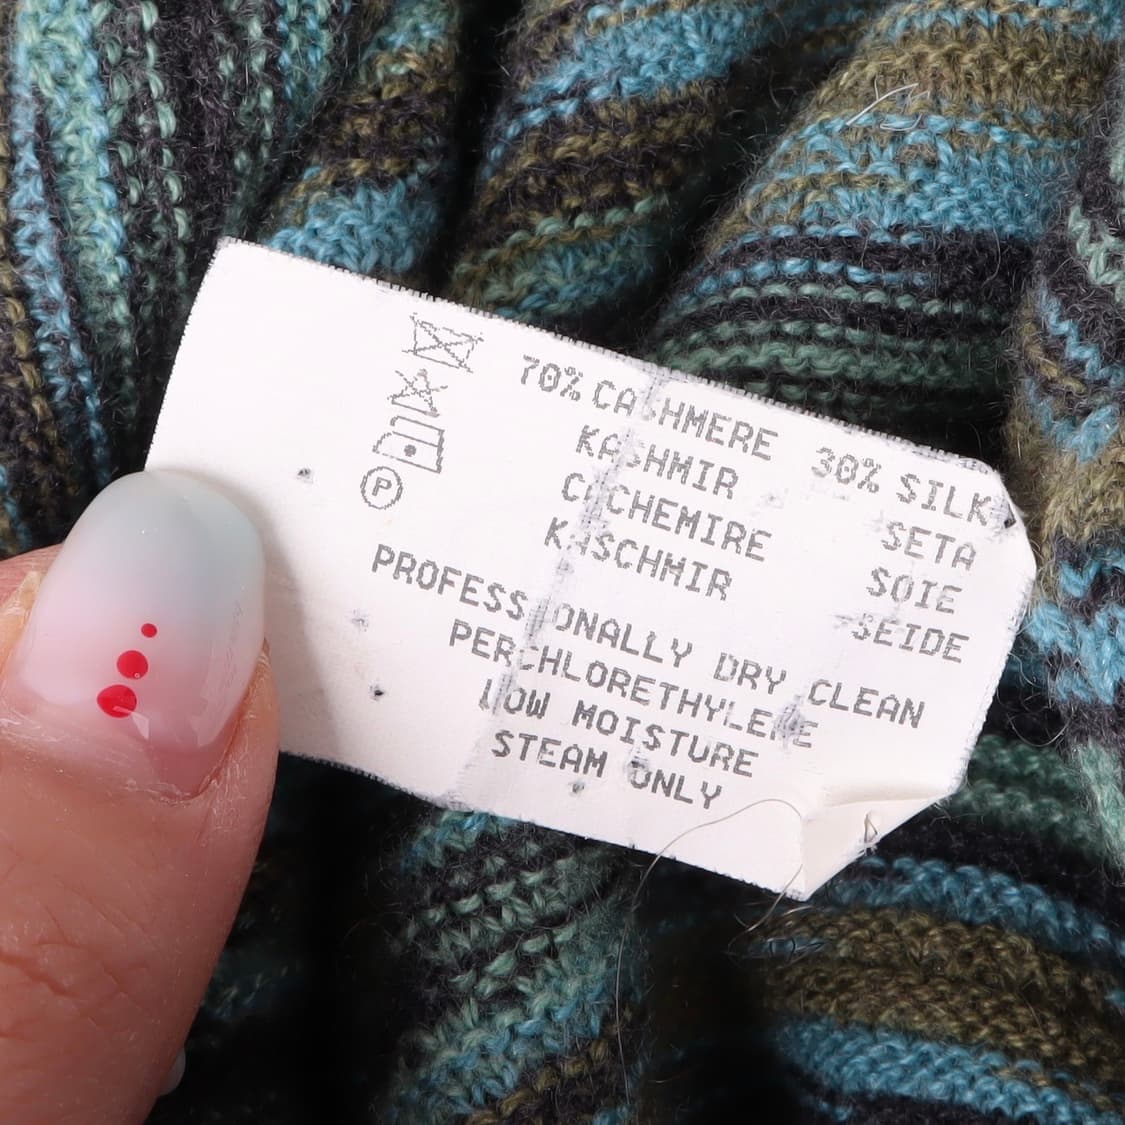 70% CASHMERE 30% SILK
KASHMIR SETA
CACHEMIRE SOIE
KASCHMIR SEIDE
PROFESSIONALLY DRY CLEAN
PERCHLORETHYLENE
LOW MOISTURE
STEAM ONLY
P